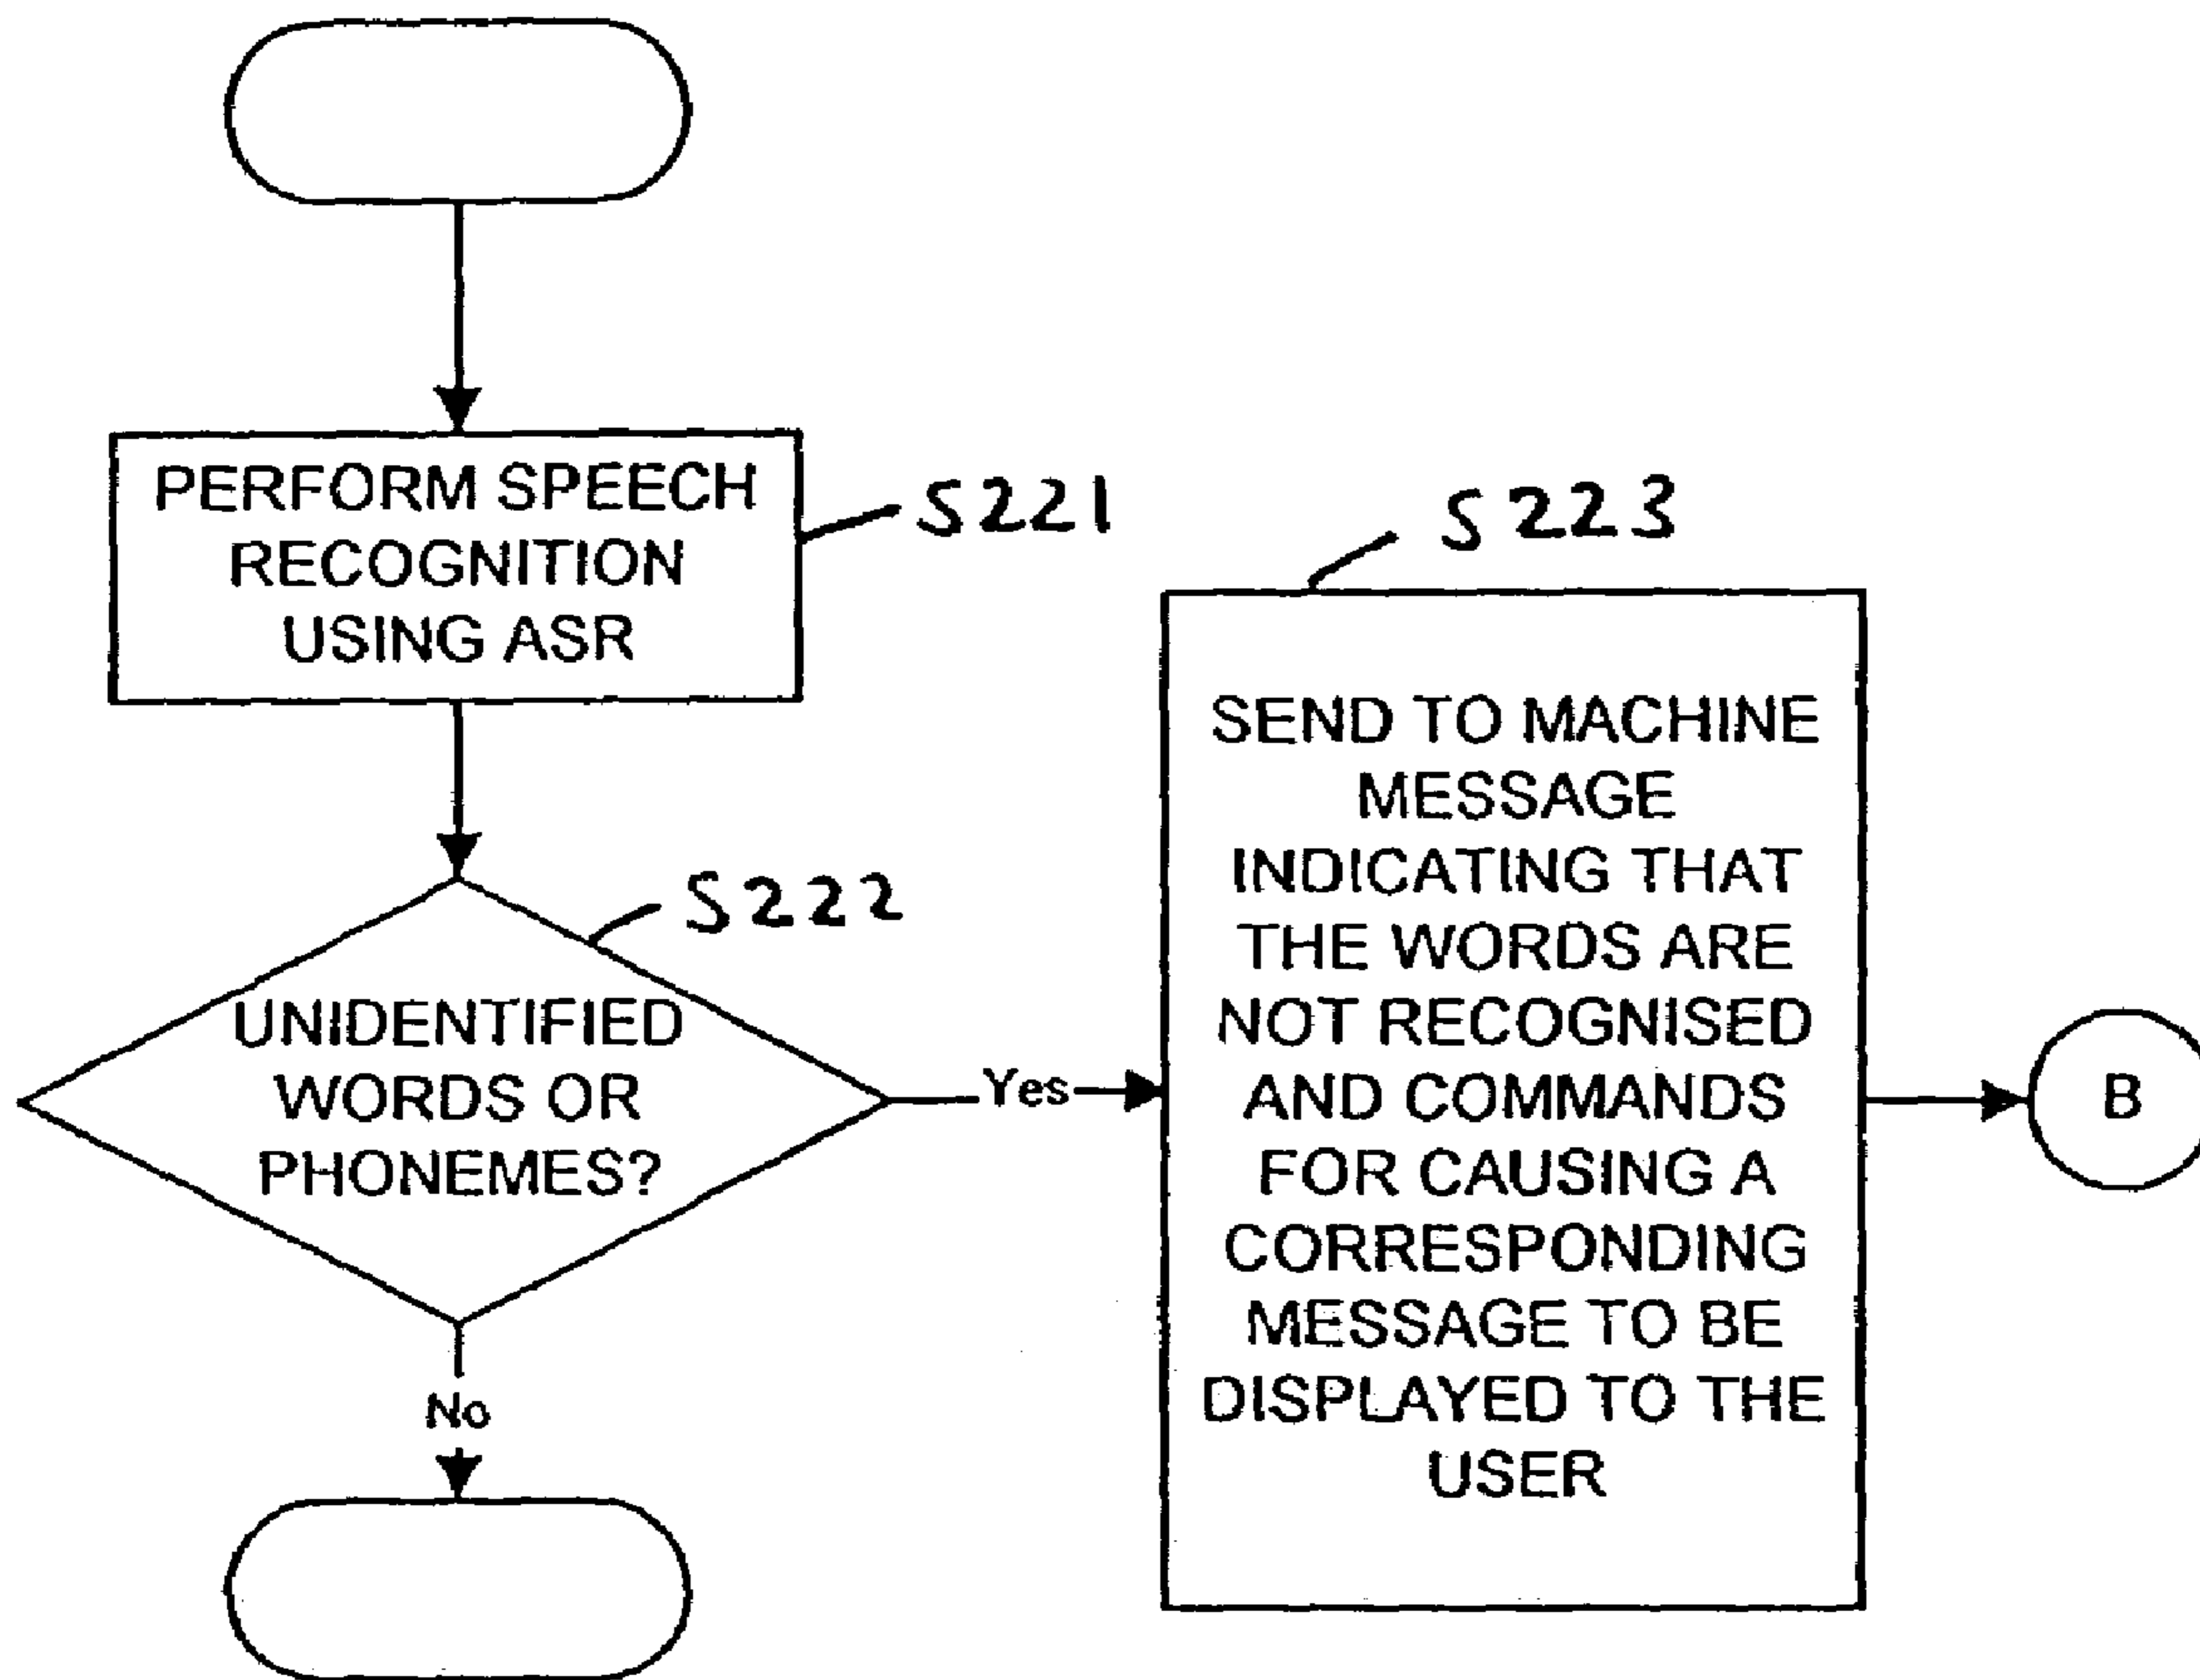 PERFORM SPEECH
RECOGNITION
USING ASR
S221
S222
UNIDENTIFIED
WORDS OR
PHONEMES?
Yes
No
S223
SEND TO MACHINE
MESSAGE
INDICATING THAT
THE WORDS ARE
NOT RECOGNISED
AND COMMANDS
FOR CAUSING A
CORRESPONDING
MESSAGE TO BE
DISPLAYED TO THE
USER
B